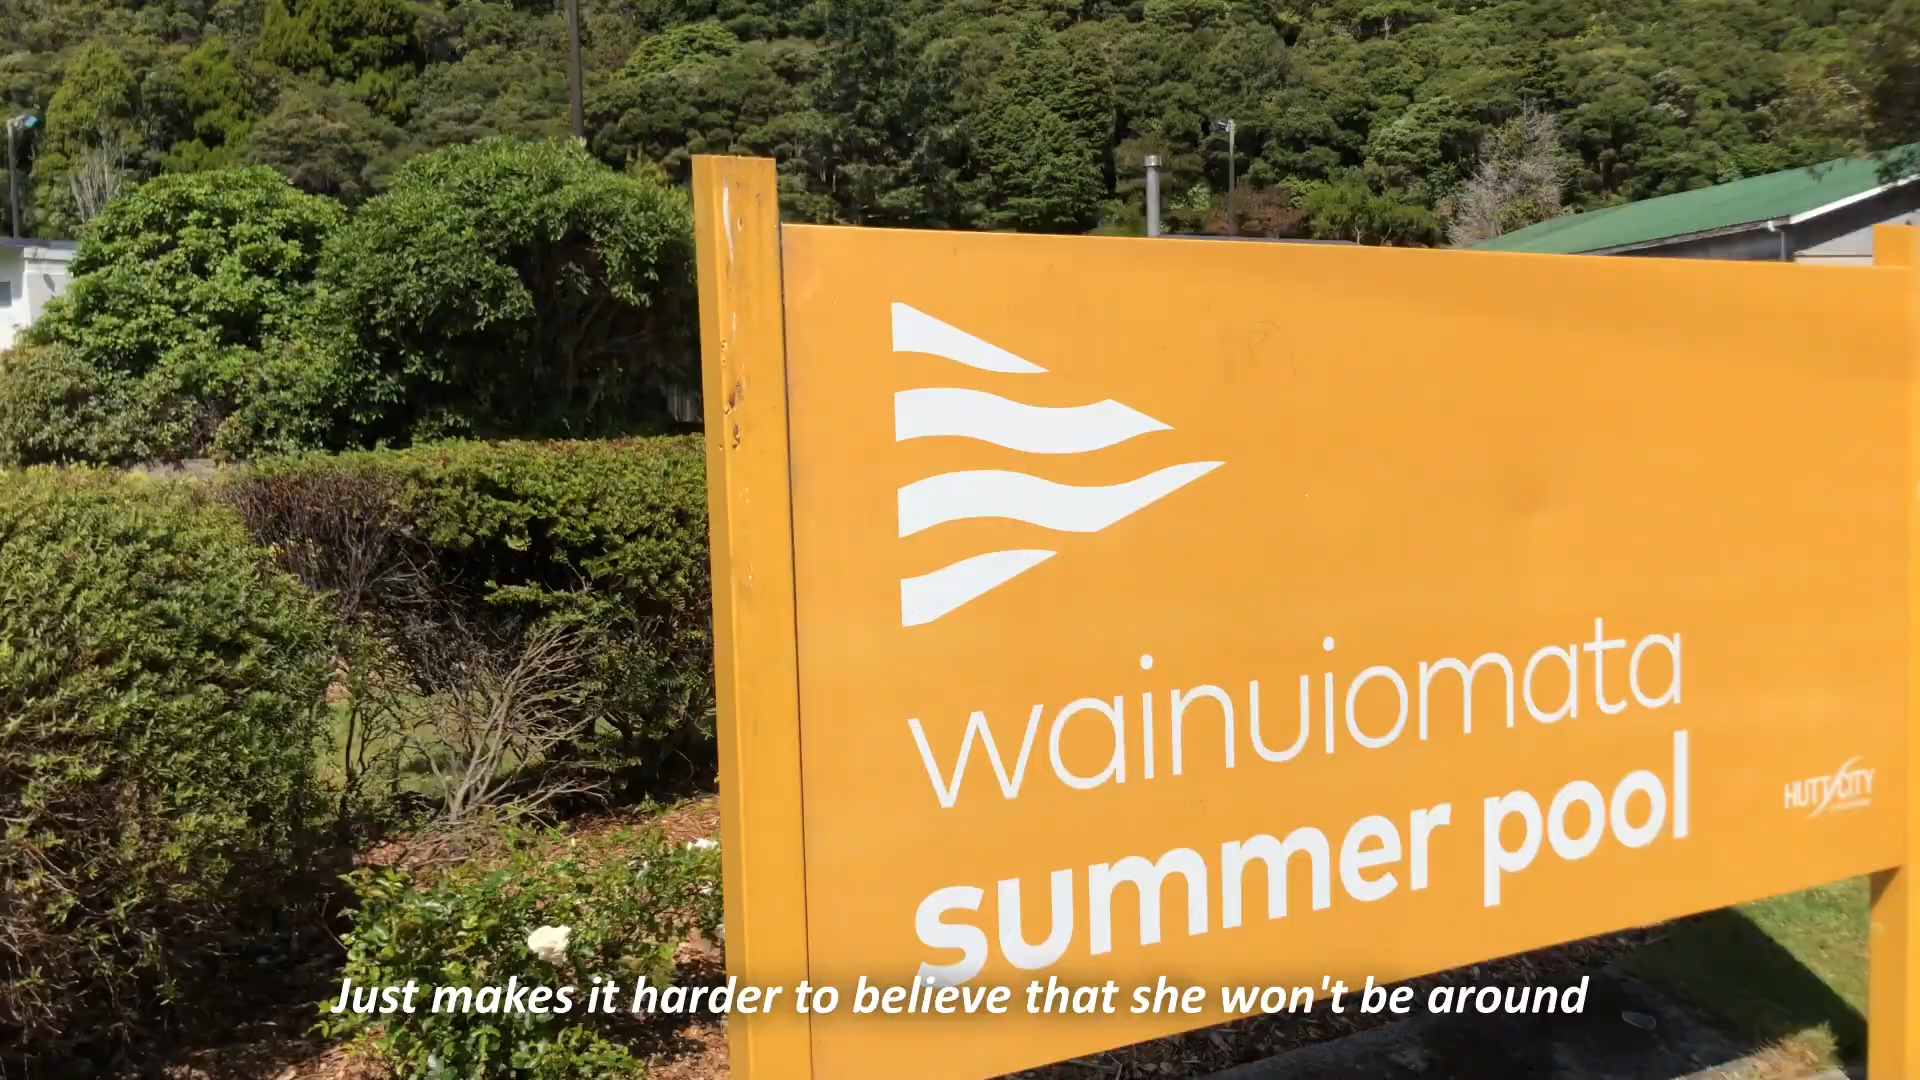 wainuiomata
summer pool
HUTT CITY
Just makes it harder to believe that she won't be around